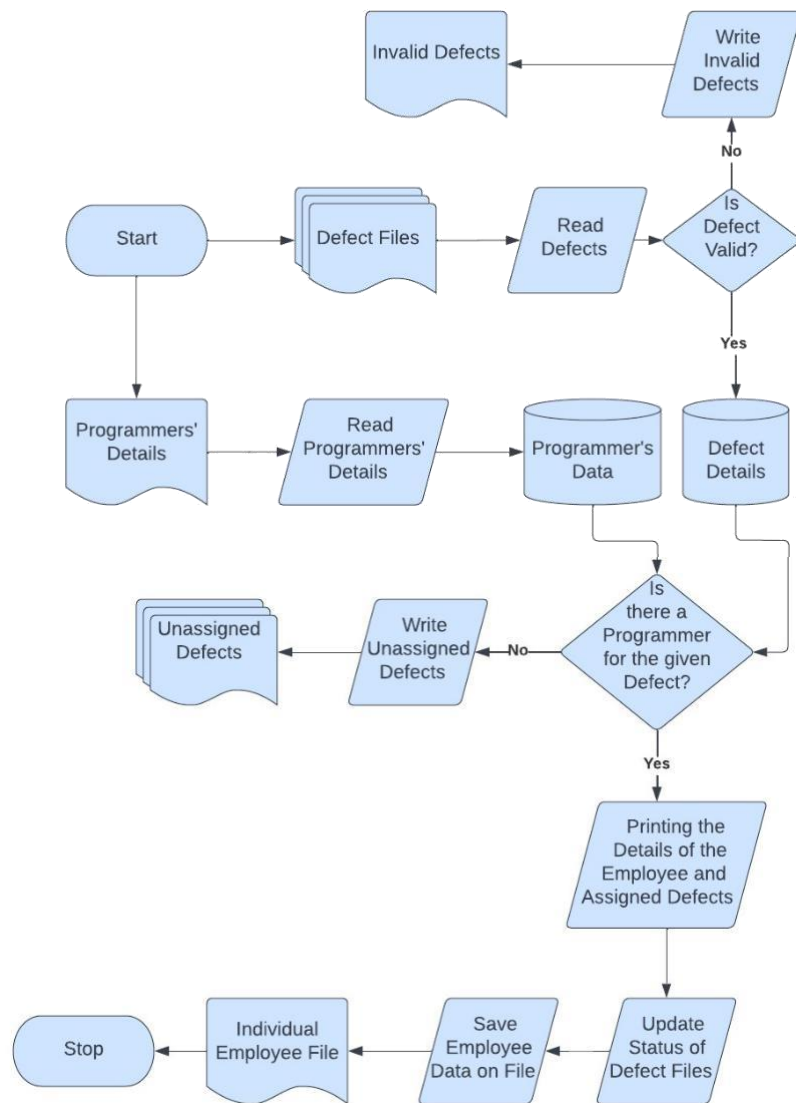 Invalid Defects
Write
Invalid
Defects
No
Start
Defect Files
Read
Defects
Is
Defect
Valid?
Yes
Programmers'
Details
Read
Programmers'
Details
Programmer's
Data
Defect
Details
Unassigned
Defects
Write
Unassigned
Defects
No
Is
there a
Programmer
for the given
Defect?
Yes
Printing the
Details of the
Employee and
Assigned Defects
Stop
Individual
Employee File
Save
Employee
Data on File
Update
Status of
Defect Files